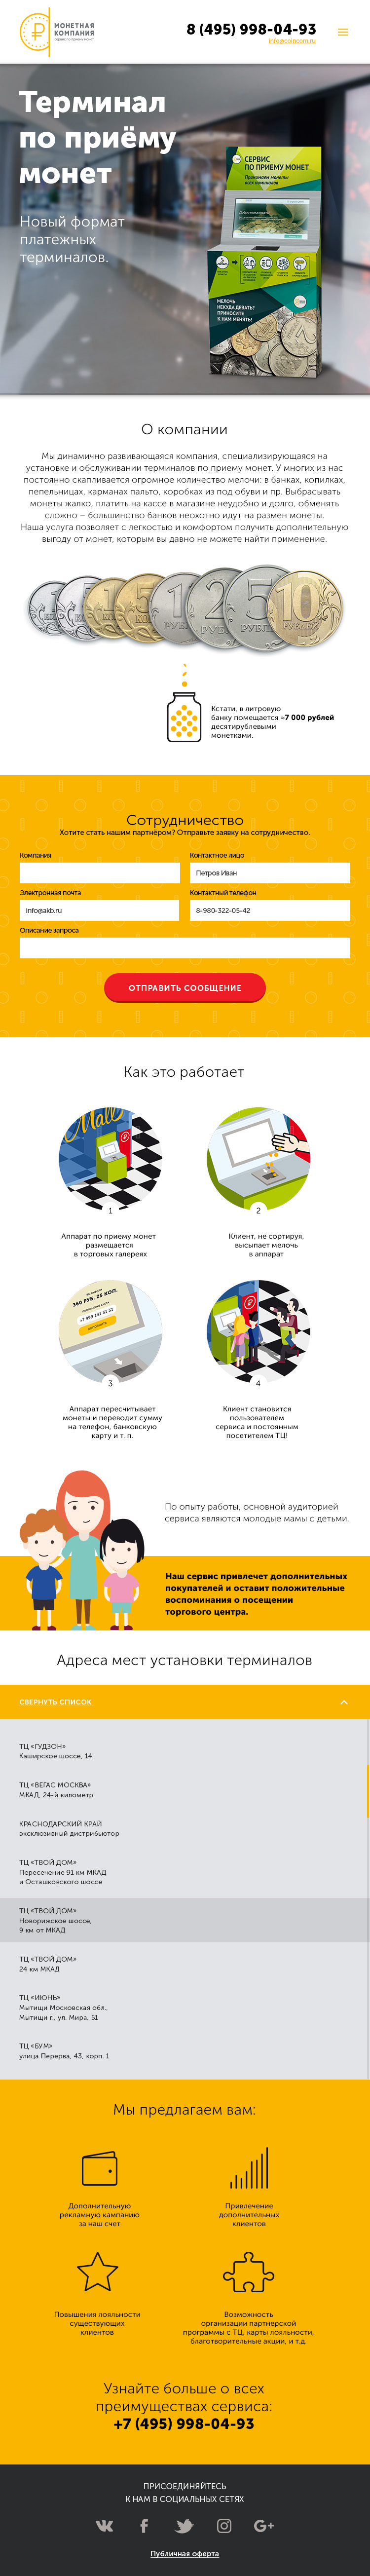 МОНЕТНАЯ
КОМПАНИЯ
сервис по приему монет
8 (495) 998-04-93
info@coincom.ru
Терминал
по приёму
монет
Новый формат
платежных
терминалов.
СЕРВИС
ПО ПРИЕМУ МОНЕТ
Принимаем монеты
всех номиналов
МЕЛОЧЬ
НЕКУДА ДЕВАТЬ?
ПРИНОСИТЕ
К НАМ МЕНЯТЬ!
О компании
Мы динамично развивающаяся компания, специализирующаяся на
установке и обслуживании терминалов по приему монет. У многих из нас
постоянно скапливается огромное количество мелочи: в банках, копилках,
пепельницах, карманах пальто, коробках из под обуви и пр. Выбрасывать
монеты жалко, платить на кассе в магазине неудобно и долго, обменять
сложно – большинство банков неохотно идут на размен монеты.
Наша услуга позволяет с легкостью и комфортом получить дополнительную
выгоду от монет, которым вы давно не можете найти применение.
1
5
10
50
1
РУБЛЬ
2
РУБЛЯ
5
РУБЛЕЙ
10
РУБЛЕЙ
Кстати, в литровую
банку помещается ≈7 000 рублей
десятирублевыми
монетками.
Сотрудничество
Хотите стать нашим партнёром? Отправьте заявку на сотрудничество.
Компания
Контактное лицо
Петров Иван
Электронная почта
Контактный телефон
info@akb.ru
8-980-322-05-42
Описание запроса
ОТПРАВИТЬ СООБЩЕНИЕ
Как это работает
Mall
1
2
Аппарат по приему монет
размещается
в торговых галереях
Клиент, не сортируя,
высыпает мелочь
в аппарат
360 РУБ. 25 КОП.
+7 999 191 31 31
3
4
Аппарат пересчитывает
монеты и переводит сумму
на телефон, банковскую
карту и т. п.
Клиент становится
пользователем
сервиса и постоянным
посетителем ТЦ!
По опыту работы, основной аудиторией
сервиса являются молодые мамы с детьми.
Наш сервис привлечет дополнительных
покупателей и оставит положительные
воспоминания о посещении
торгового центра.
Адреса мест установки терминалов
СВЕРНУТЬ СПИСОК
ТЦ «ГУДЗОН»
Каширское шоссе, 14
ТЦ «ВЕГАС МОСКВА»
МКАД, 24-й километр
КРАСНОДАРСКИЙ КРАЙ
эксклюзивный дистрибьютор
ТЦ «ТВОЙ ДОМ»
Пересечение 91 км МКАД
и Осташковского шоссе
ТЦ «ТВОЙ ДОМ»
Новорижское шоссе,
9 км от МКАД
ТЦ «ТВОЙ ДОМ»
24 км МКАД
ТЦ «ИЮНЬ»
Мытищи Московская обл.,
Мытищи г., ул. Мира, 51
ТЦ «БУМ»
улица Перерва, 43, корп. 1
Мы предлагаем вам:
Дополнительную
рекламную кампанию
за наш счет
Привлечение
дополнительных
клиентов
Повышения лояльности
существующих
клиентов
Возможность
организации партнерской
программы с ТЦ, карты лояльности,
благотворительные акции, и т.д.
Узнайте больше о всех
преимуществах сервиса:
+7 (495) 998-04-93
ПРИСОЕДИНЯЙТЕСЬ
К НАМ В СОЦИАЛЬНЫХ СЕТЯХ
Публичная оферта